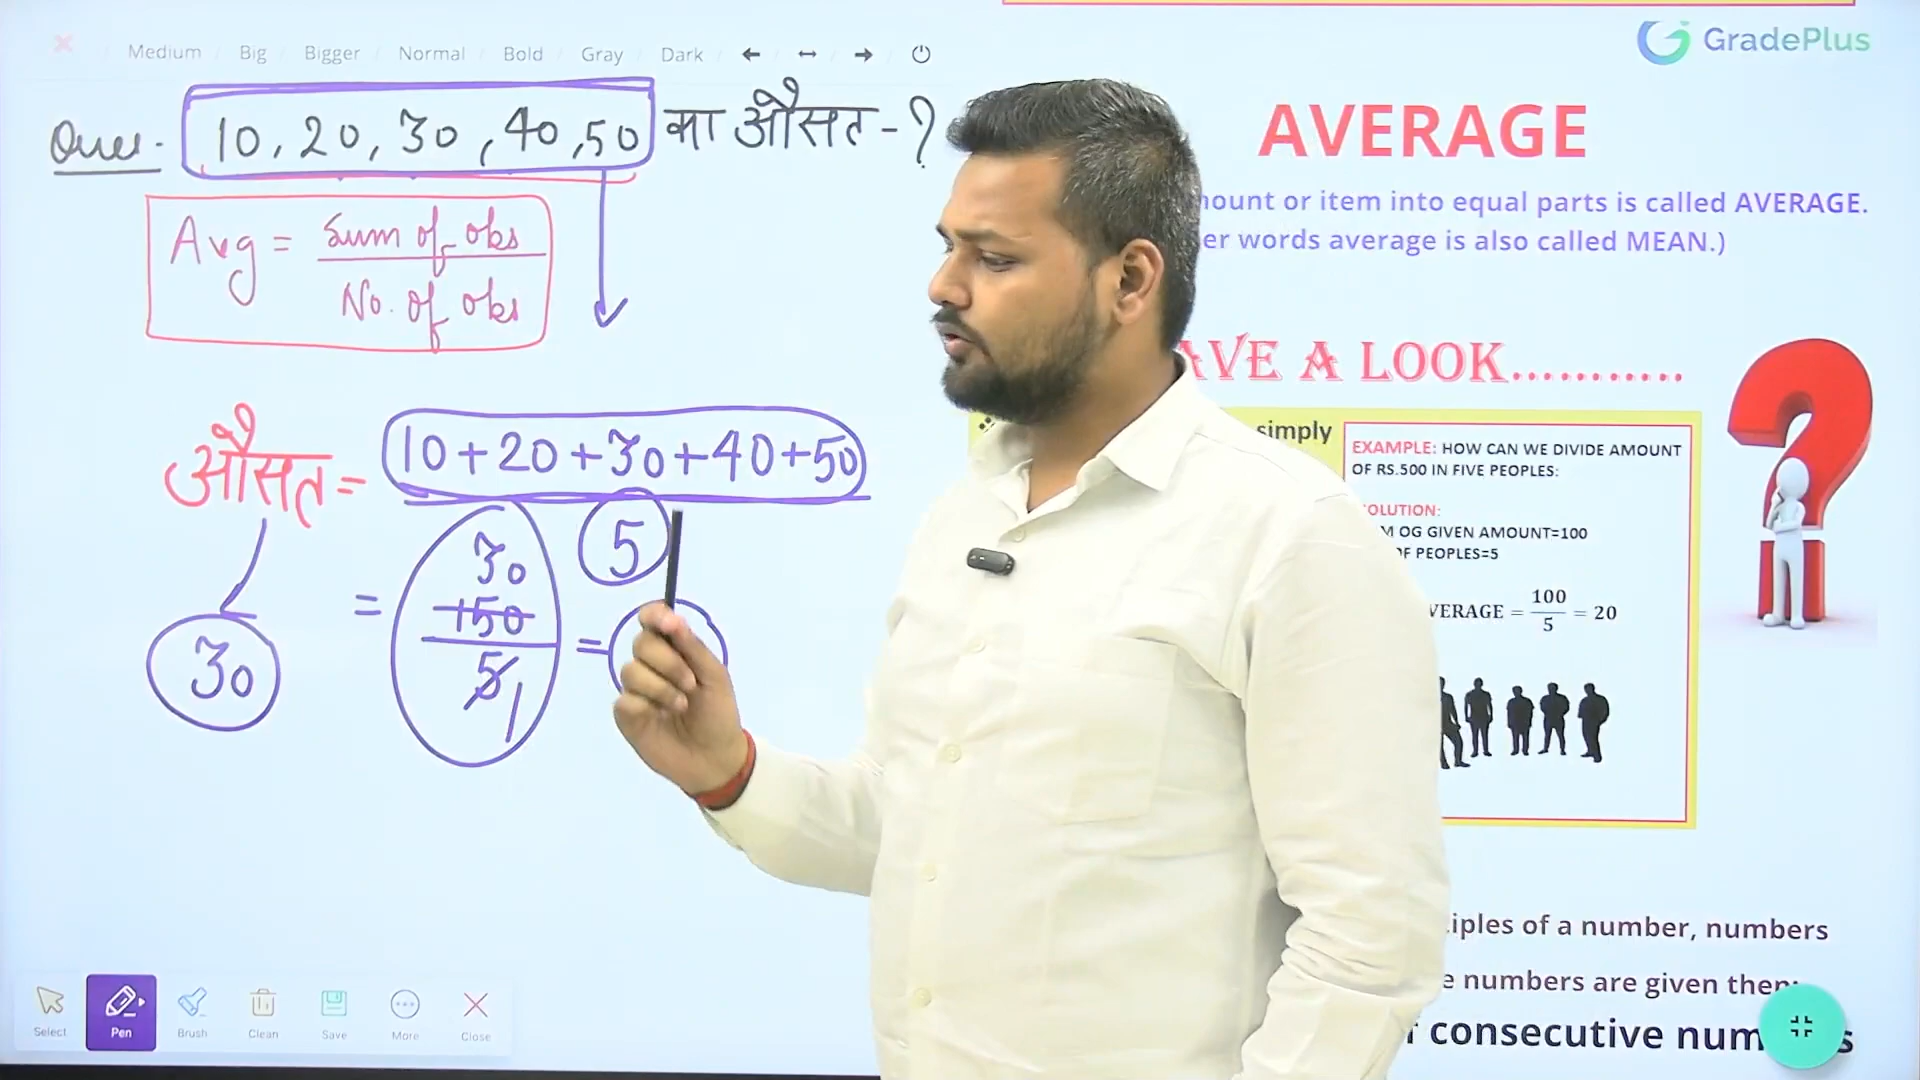 Medium / Big / Bigger / Normal / Bold / Gray / Dark
GradePlus
Ques. 10, 20, 30, 40, 50 का औसत - ?
Avg = Sum of obs
No. of obs
औसत = 10+20+30+40+50
5
= 30
150
5 1
=
30
AVERAGE
ount or item into equal parts is called AVERAGE.
er words average is also called MEAN.)
AVE A LOOK...........
simply
EXAMPLE: HOW CAN WE DIVIDE AMOUNT
OF RS.500 IN FIVE PEOPLES:
OLUTION:
M OG GIVEN AMOUNT=100
OF PEOPLES=5
VERAGE = 100
5 = 20
iples of a number, numbers
e numbers are given then:
r consecutive num s
Select Pen Brush Clean Save More Close